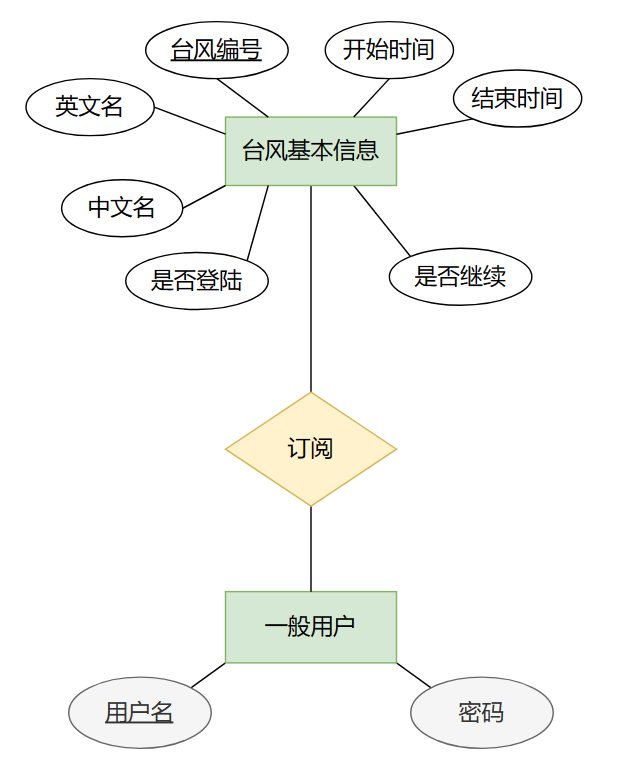 台风编号
开始时间
英文名
结束时间
台风基本信息
中文名
是否登陆
是否继续
订阅
一般用户
用户名
密码